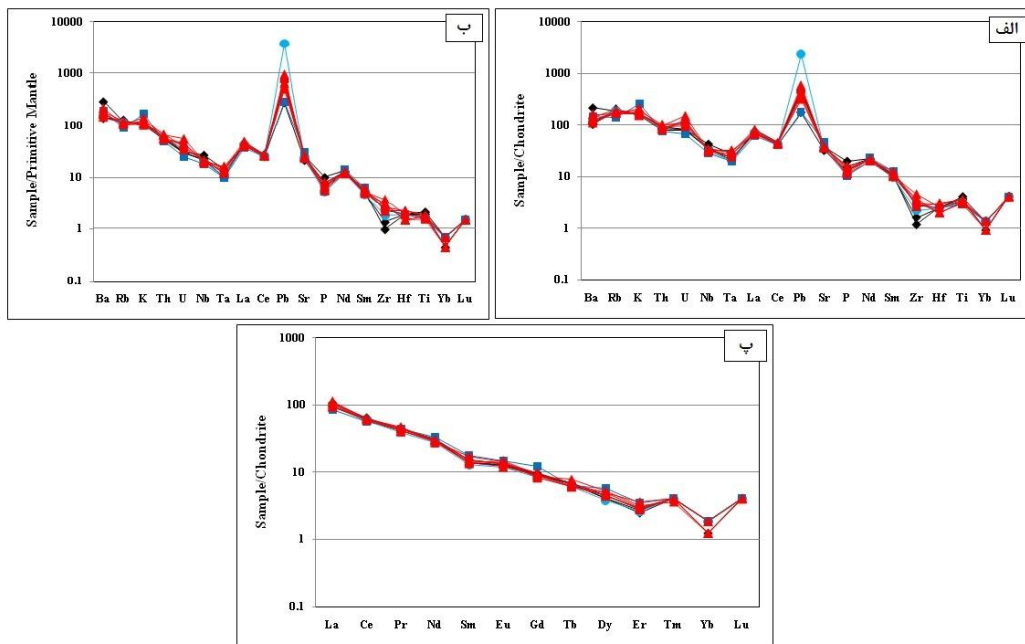 الف
Sample/Chondrite
10000
1000
100
10
1
0.1
Ba Rb K Th U Nb Ta La Ce Pb Sr P Nd Sm Zr Hf Ti Yb Lu
ب
Sample/Primitive Mantle
10000
1000
100
10
1
0.1
Ba Rb K Th U Nb Ta La Ce Pb Sr P Nd Sm Zr Hf Ti Yb Lu
پ
Sample/Chondrite
1000
100
10
1
0.1
La Ce Pr Nd Sm Eu Gd Tb Dy Er Tm Yb Lu